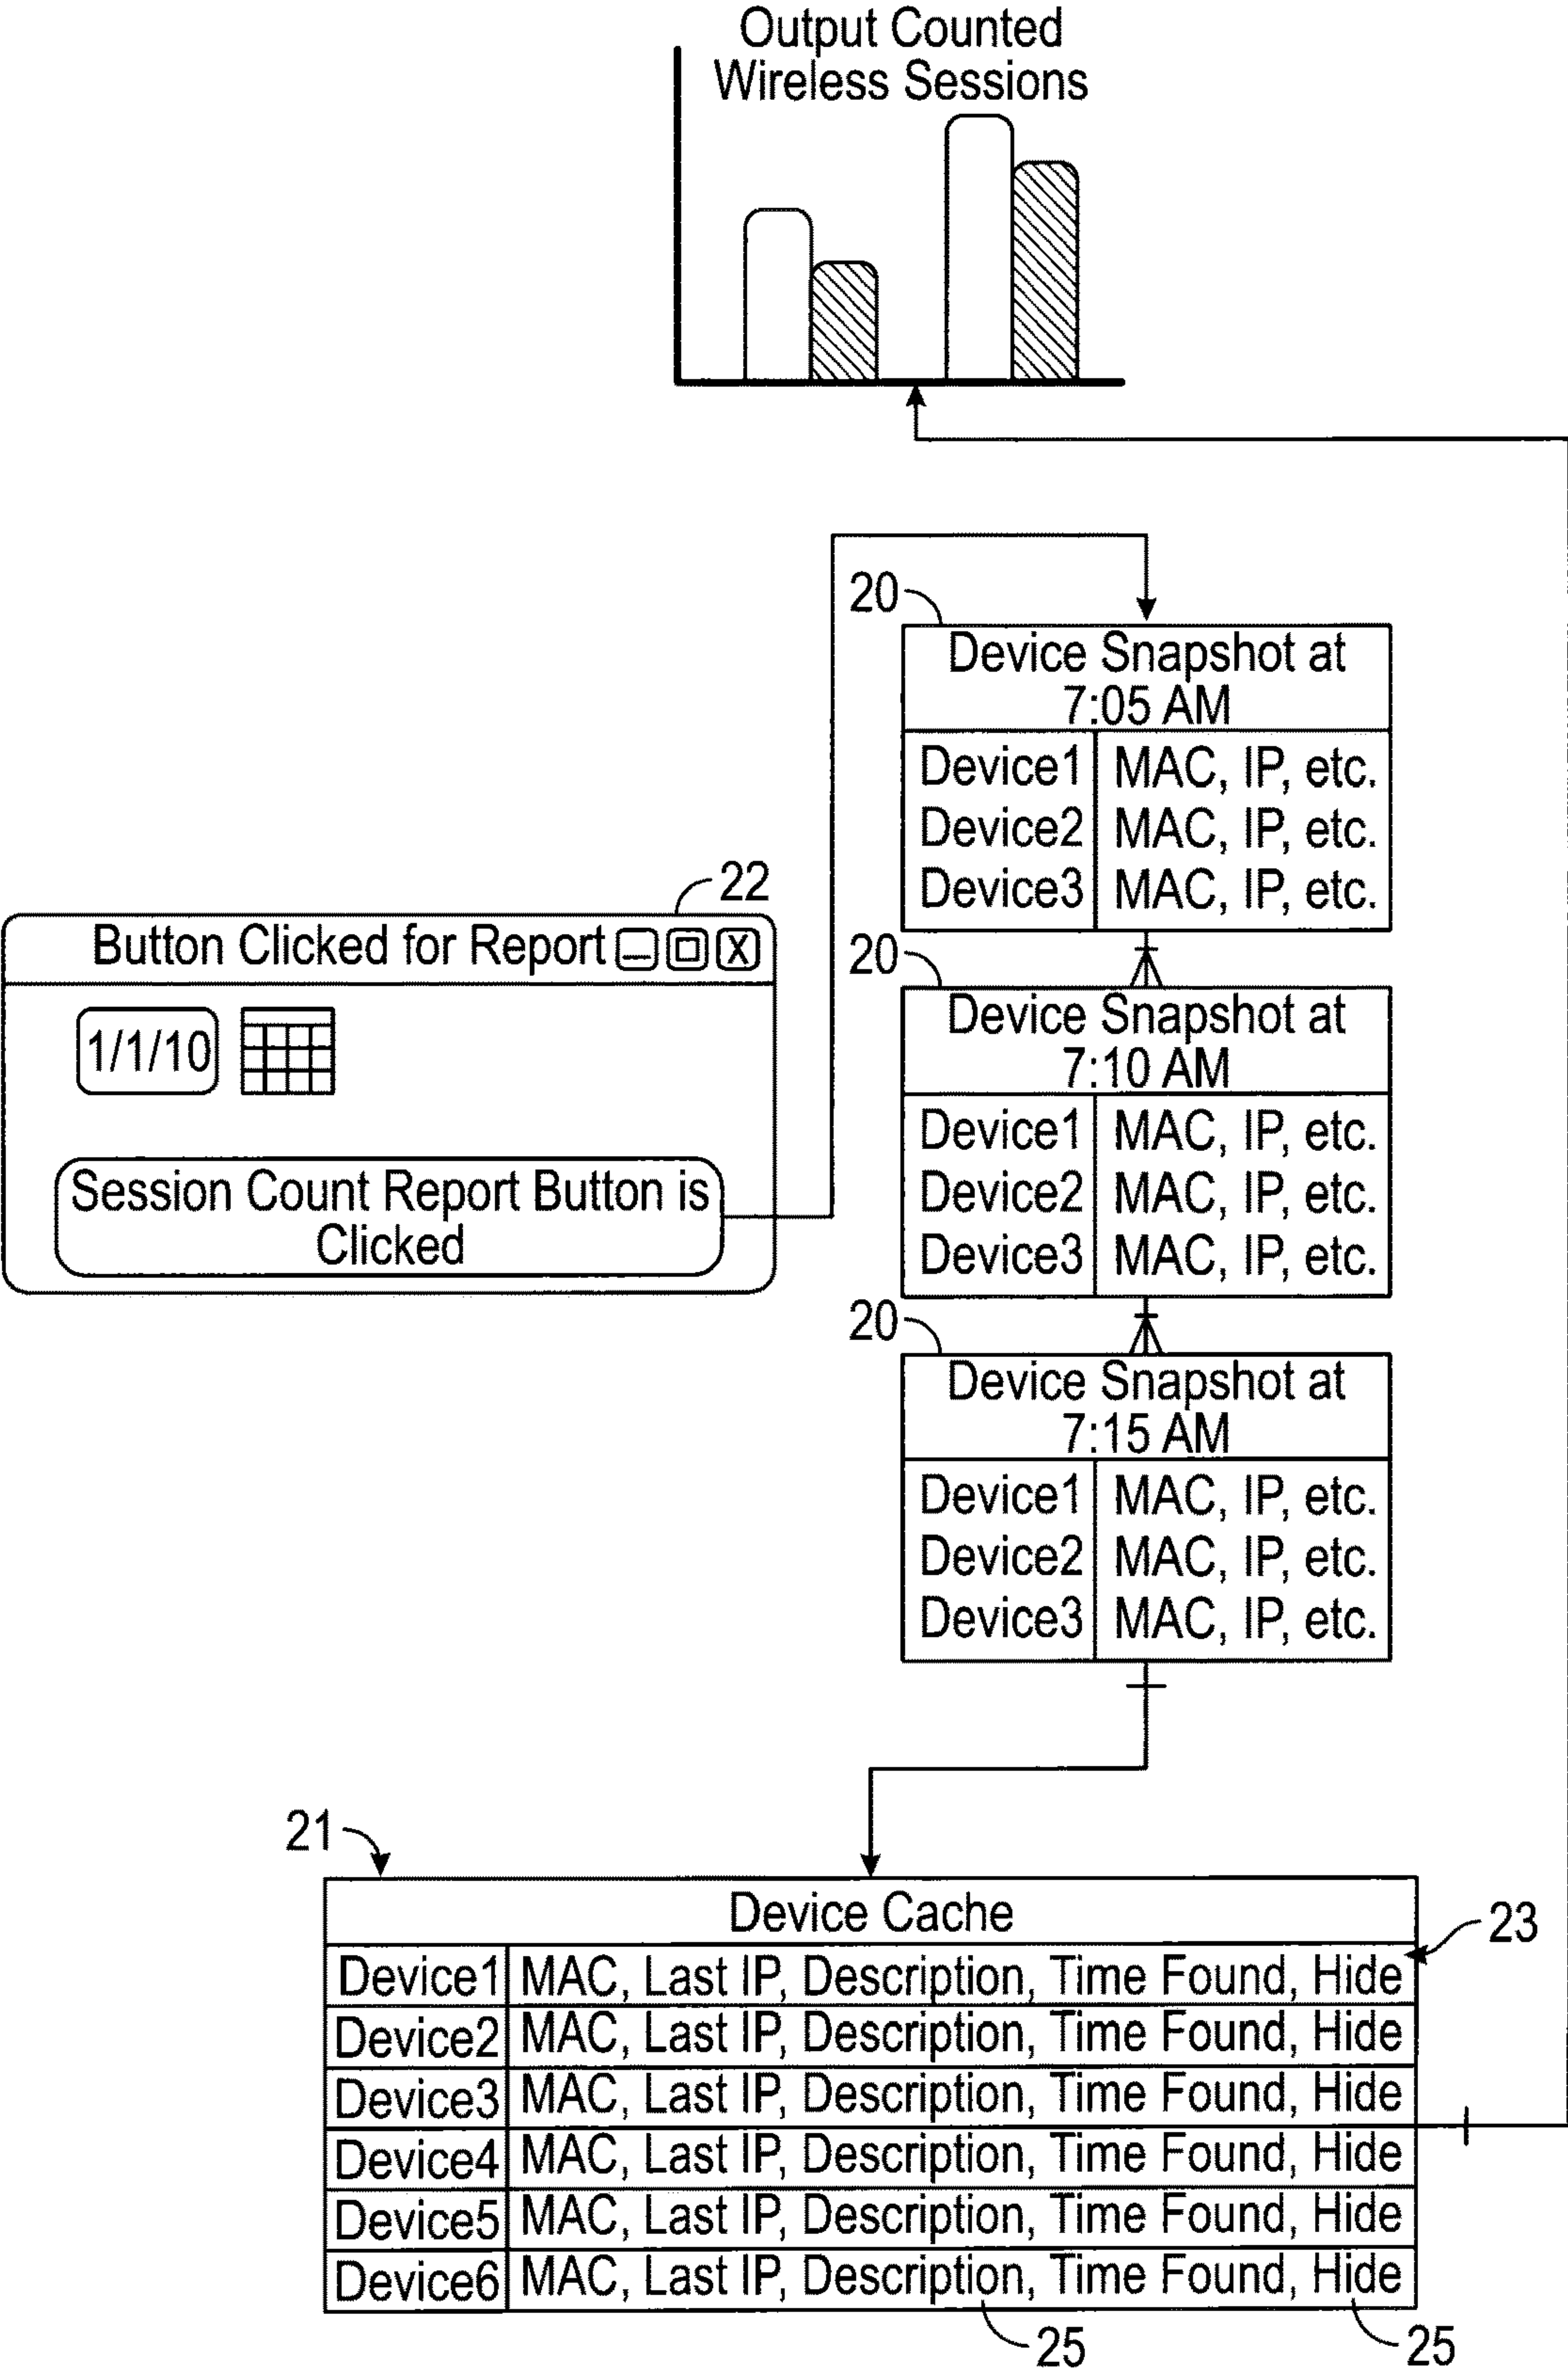 Output Counted
Wireless Sessions
20
Device Snapshot at
7:05 AM
Device1 MAC, IP, etc.
Device2 MAC, IP, etc.
Device3 MAC, IP, etc.
22
Button Clicked for Report X
1/1/10
Session Count Report Button is
Clicked
20
Device Snapshot at
7:10 AM
Device1 MAC, IP, etc.
Device2 MAC, IP, etc.
Device3 MAC, IP, etc.
20
Device Snapshot at
7:15 AM
Device1 MAC, IP, etc.
Device2 MAC, IP, etc.
Device3 MAC, IP, etc.
21
Device Cache
23
Device1 MAC, Last IP, Description, Time Found, Hide
Device2 MAC, Last IP, Description, Time Found, Hide
Device3 MAC, Last IP, Description, Time Found, Hide
Device4 MAC, Last IP, Description, Time Found, Hide
Device5 MAC, Last IP, Description, Time Found, Hide
Device6 MAC, Last IP, Description, Time Found, Hide
25 25